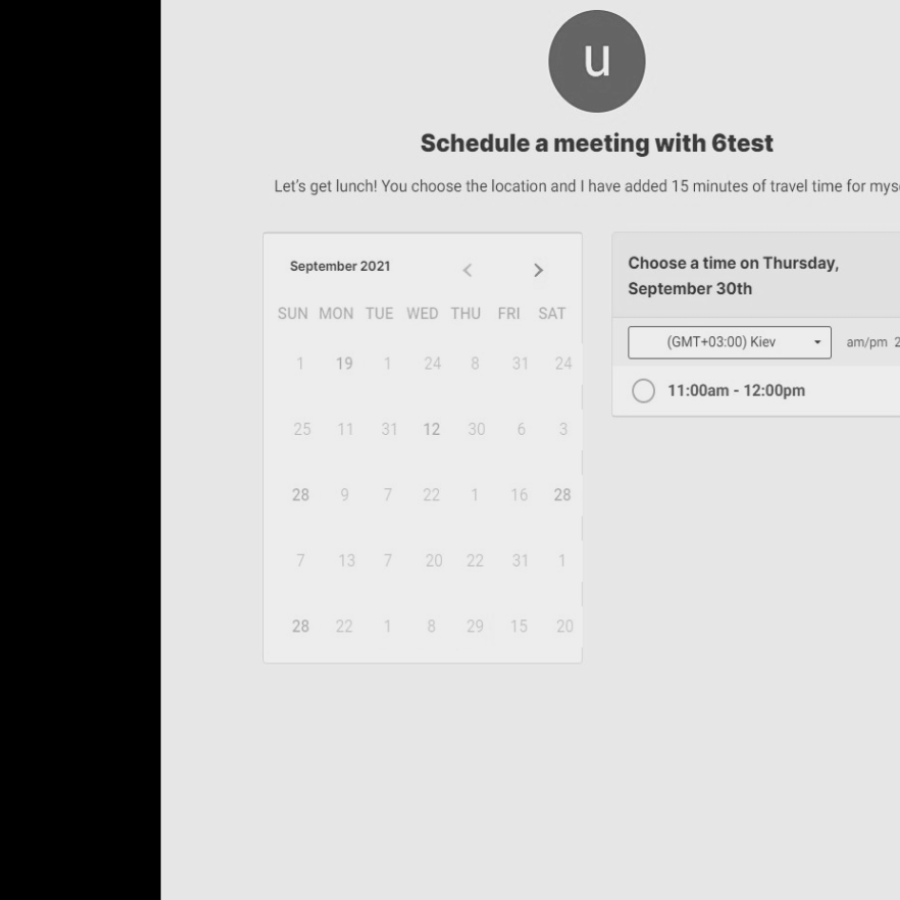 u
Schedule a meeting with 6test
Let's get lunch! You choose the location and I have added 15 minutes of travel time for
September 2021
SUN MON TUE WED THU FRI SAT
1 19 1 24 8 31 24
25 11 31 12 30 6 3
28 9 7 22 1 16 28
7 13 7 20 22 31 1
28 22 1 8 29 15 20
Choose a time on Thursday,
September 30th
(GMT+03:00) Kiev
am/pm
11:00am - 12:00pm